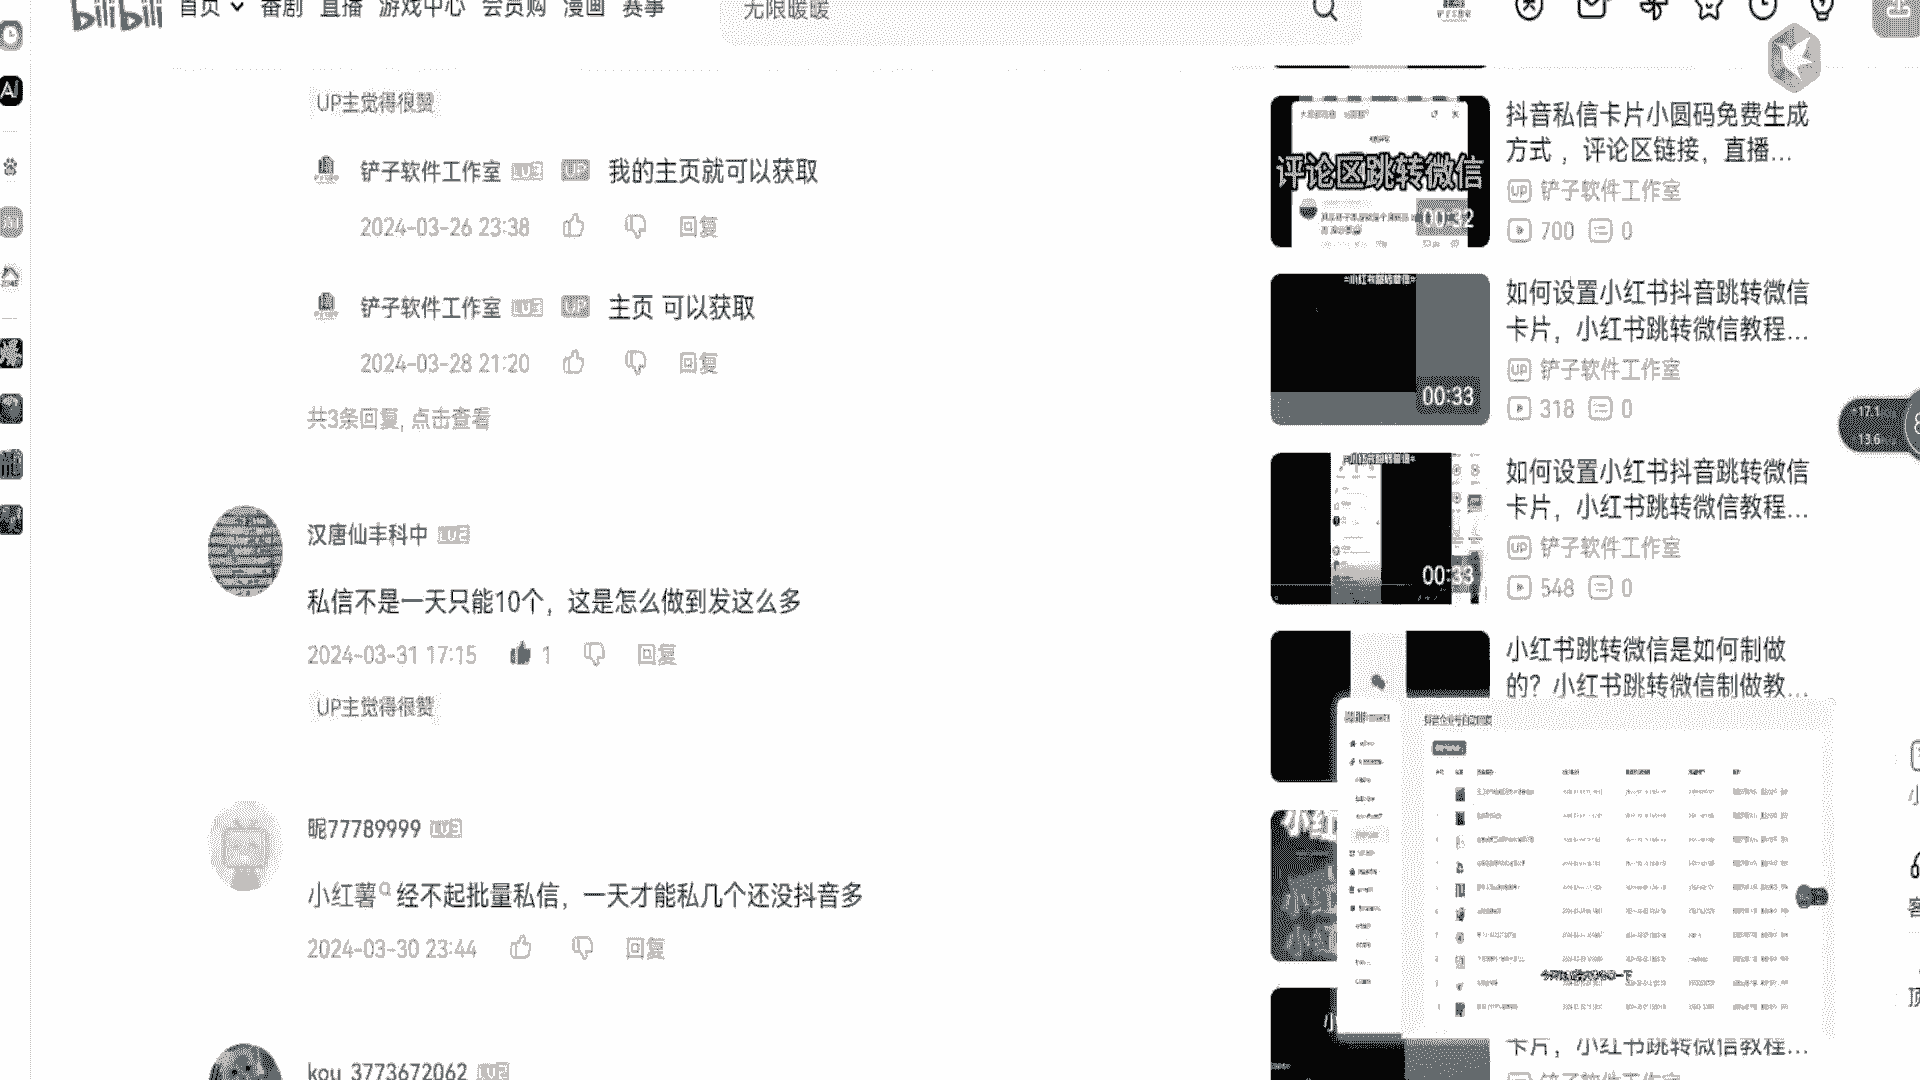 bilibili
首页 番剧 直播 游戏中心 会员购 漫画 赛事
无限暖暖
UP主觉得很赞
铲子软件工作室 LV3 UP 我的主页就可以获取
2024-03-26 23:38 回复
铲子软件工作室 LV3 UP 主页 可以获取
2024-03-28 21:20 回复
共3条回复, 点击查看
汉唐仙丰科中 LV2
私信不是一天只能10个，这是怎么做到发这么多
2024-03-31 17:15 1 回复
UP主觉得很赞
昵77789999 LV3
小红薯 经不起批量私信，一天才能私几个还没抖音多
2024-03-30 23:44 回复
kou_3773672062 LV2
评论区跳转微信
00:32
抖音私信卡片小圆码免费生成
方式 ，评论区链接，直播...
UP 铲子软件工作室
700 0
00:33
如何设置小红书抖音跳转微信
卡片，小红书跳转微信教程...
UP 铲子软件工作室
318 0
00:33
如何设置小红书抖音跳转微信
卡片，小红书跳转微信教程...
UP 铲子软件工作室
548 0
小红书跳转微信是如何制做
的？小红书跳转微信制做教...
卡片，小红书跳转微信教程...
17.1
13.6